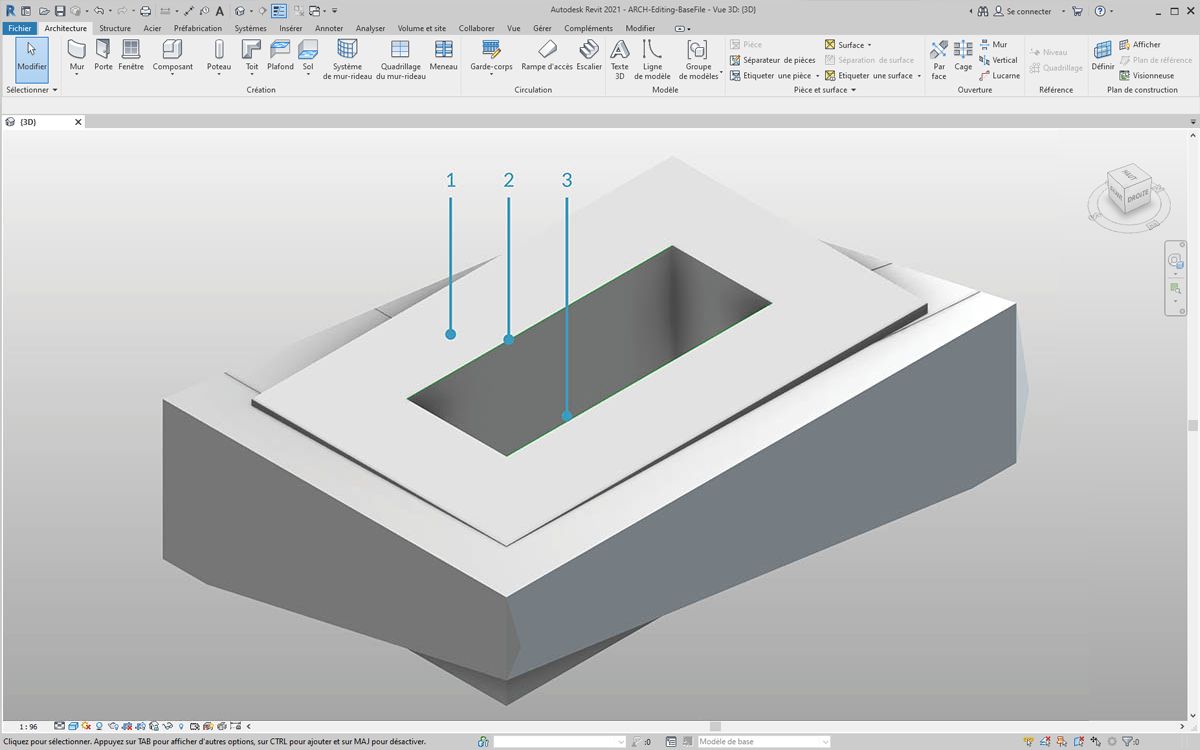 Autodesk Revit 2021 - ARCH-Editing-BaseFile - Vue 3D: {3D}
Se connecter
Fichier Architecture Structure Acier Préfabrication Systèmes Insérer Annoter Analyser Volume et site Collaborer Vue Gérer Compléments Modifier
Modifier
Mur
Porte
Fenêtre
Composant
Poteau
Toit
Plafond
Sol
Système
de mur-rideau
Quadrillage
du mur-rideau
Meneau
Garde-corps
Rampe d'accès
Escalier
Texte
3D
Ligne
de modèle
Groupe
de modèles
Pièce
Séparateur de pièces
Etiqueter une pièce
Surface
Séparation de surface
Etiqueter une surface
Par
face
Cage
Mur
Vertical
Lucarne
Niveau
Quadrillage
Définir
Afficher
Plan de référence
Visionneuse
Sélectionner
Création
Circulation
Modèle
Pièce et surface
Ouverture
Référence
Plan de construction
{3D}
1 2 3
HAUT
DROITE
1 : 96
Cliquez pour sélectionner. Appuyez sur TAB pour afficher d'autres options, sur CTRL pour ajouter et sur MAJ pour désactiver.
:0
Modèle de base
:0